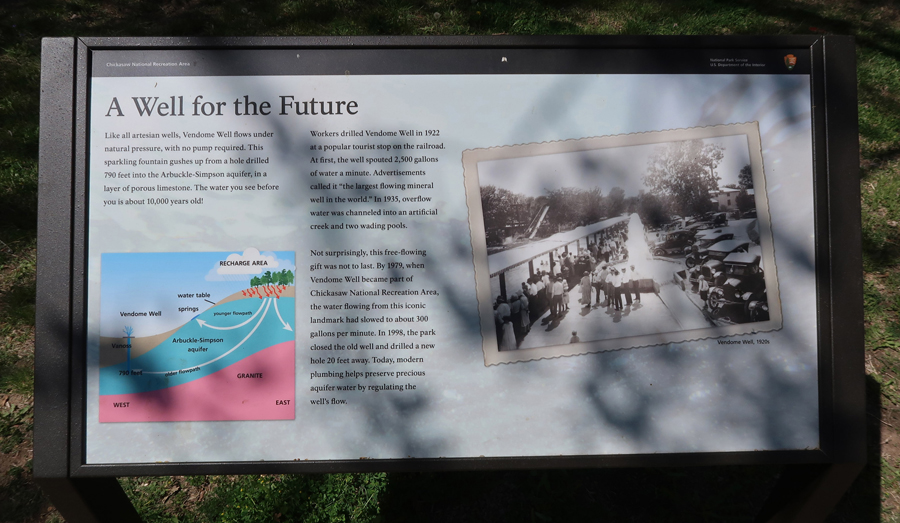 Chickasaw National Recreation Area
National Park Service
U.S. Department of the Interior
A Well for the Future
Like all artesian wells, Vendome Well flows under
natural pressure, with no pump required. This
sparkling fountain gushes up from a hole drilled
790 feet into the Arbuckle-Simpson aquifer, in a
layer of porous limestone. The water you see before
you is about 10,000 years old!
RECHARGE AREA
water table
springs
younger flowpath
Vendome Well
Arbuckle-Simpson
aquifer
790 feet
older flowpath
GRANITE
WEST
EAST
Workers drilled Vendome Well in 1922
at a popular tourist stop on the railroad.
At first, the well spouted 2,500 gallons
of water a minute. Advertisements
called it “the largest flowing mineral
well in the world.” In 1935, overflow
water was channeled into an artificial
creek and two wading pools.
Not surprisingly, this free-flowing
gift was not to last. By 1979, when
Vendome Well became part of
Chickasaw National Recreation Area,
the water flowing from this iconic
landmark had slowed to about 300
gallons per minute. In 1998, the park
closed the old well and drilled a new
hole 20 feet away. Today, modern
plumbing helps preserve precious
aquifer water by regulating the
well’s flow.
Vendome Well, 1920s